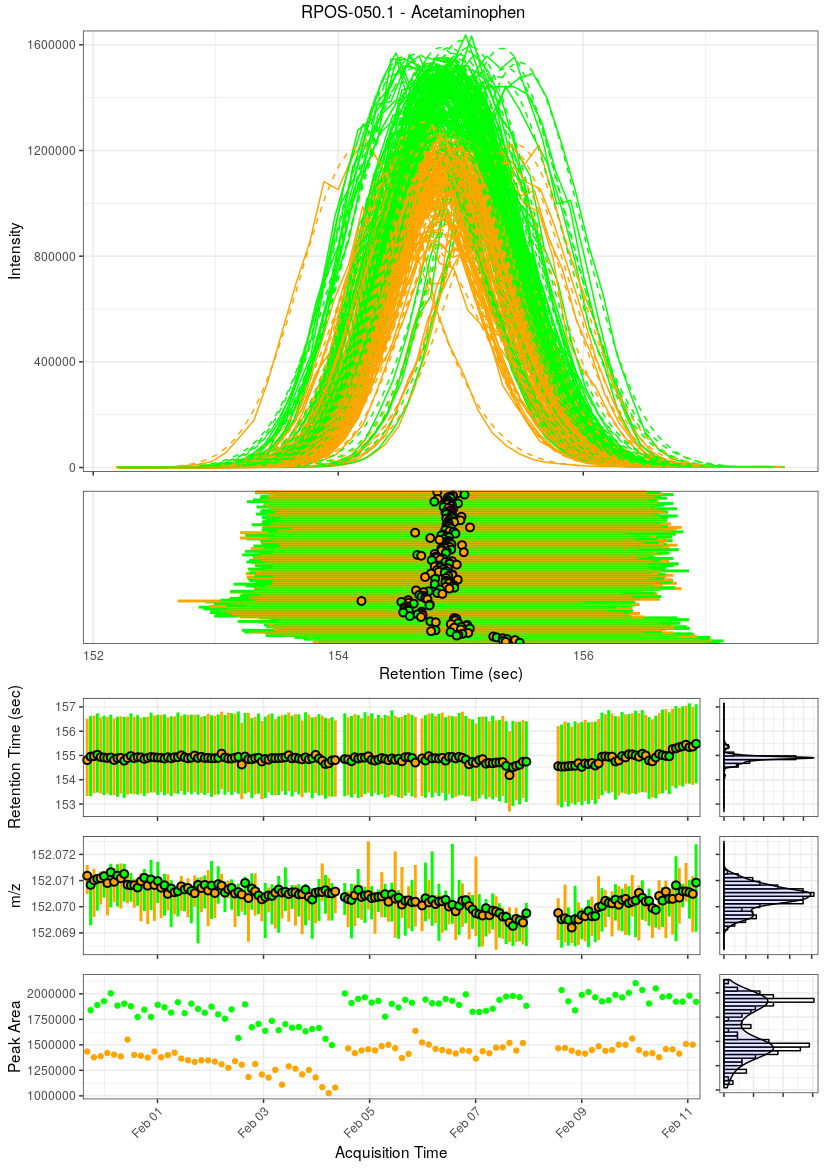 RPOS-050.1 - Acetaminophen
1600000
1200000
800000
400000
0
Intensity
152
154
156
Retention Time (sec)
157
156
155
154
153
Retention Time (sec)
152.072
152.071
152.070
152.069
m/z
2000000
1750000
1500000
1250000
1000000
Peak Area
Feb 01
Feb 03
Feb 05
Feb 07
Feb 09
Feb 11
Acquisition Time